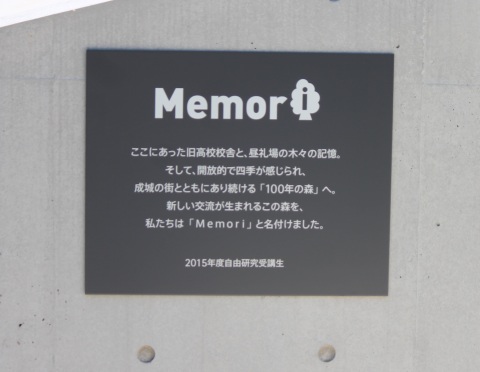 Memori
ここにあった旧高校校舎と、昼礼場の木々の記憶。
そして、開放的で四季が感じられ、
成城の街とともにあり続ける「100年の森」へ。
新しい交流が生まれるこの森を、
私たちは「Memori」と名付けました。
2015年度自由研究受講生